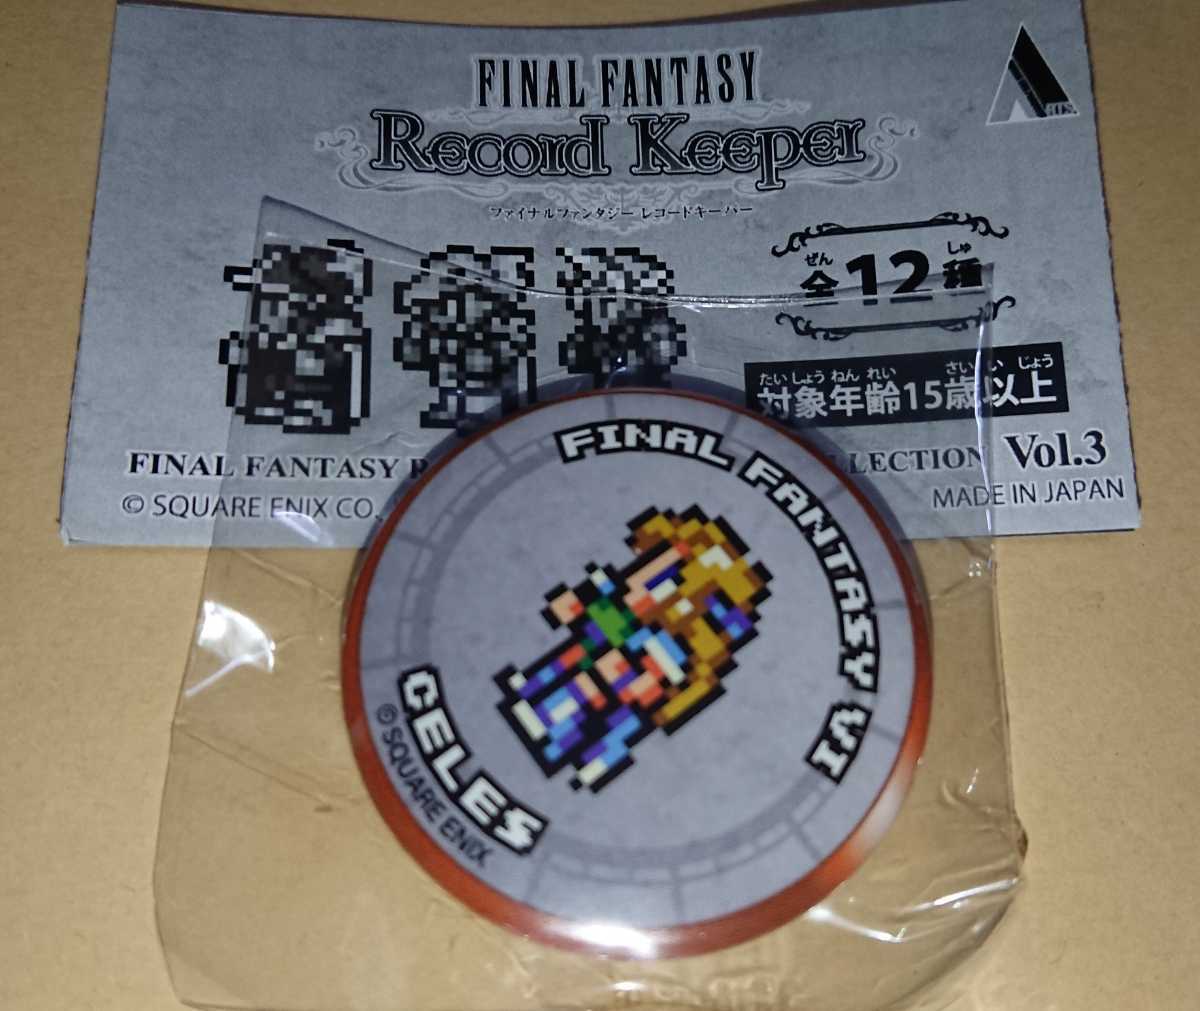 FINAL FANTASY
Record Keeper
ファイナルファンタジー レコードキーパー
ARTS.
ぜん しゅ
全12種
たいしょうねんれい さいいじょう
対象年齢15歳以上
FINAL FANTASY R
LLECTION Vol.3
© SQUARE ENIX CO.
MADE IN JAPAN
FINAL FANTASY VI
CELES
©SQUARE ENIX